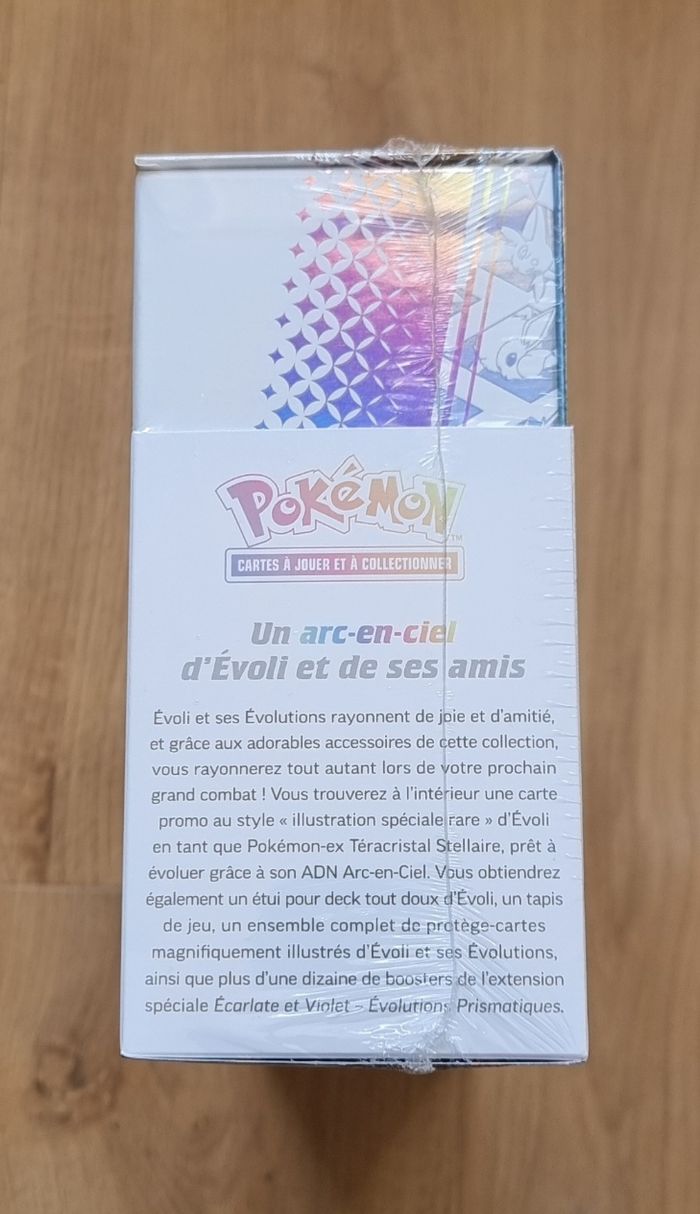 POKéMON
TM
CARTES À JOUER ET À COLLECTIONNER
Un arc-en-ciel
d'Évoli et de ses amis
Évoli et ses Évolutions rayonnent de joie et d'amitié,
et grâce aux adorables accessoires de cette collection,
vous rayonnerez tout autant lors de votre prochain
grand combat ! Vous trouverez à l'intérieur une carte
promo au style « illustration spéciale rare » d'Évoli
en tant que Pokémon-ex Téracristal Stellaire, prêt à
évoluer grâce à son ADN Arc-en-Ciel. Vous obtiendrez
également un étui pour deck tout doux d'Évoli, un tapis
de jeu, un ensemble complet de protège-cartes
magnifiquement illustrés d'Évoli et ses Évolutions,
ainsi que plus d'une dizaine de boosters de l'extension
spéciale Écarlate et Violet – Évolutions Prismatiques.